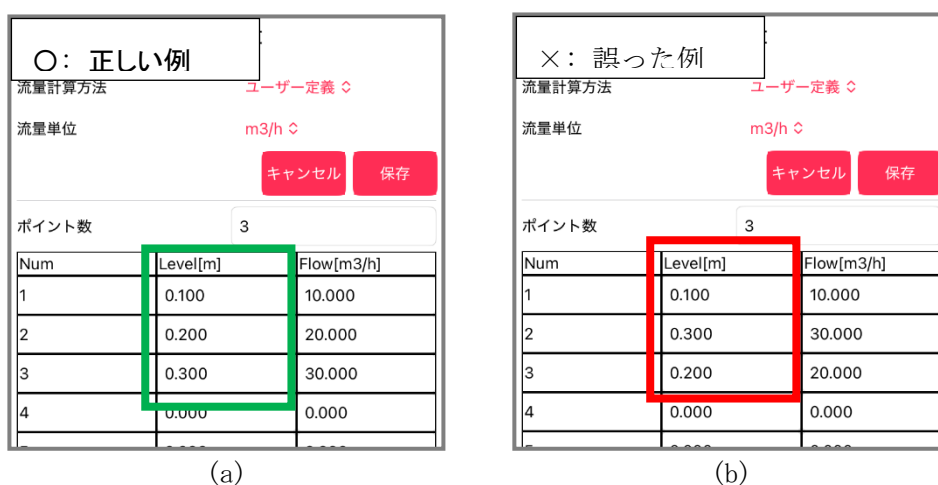 ○: 正しい例
流量計算方法 ユーザー定義
流量単位 m3/h
キャンセル 保存
ポイント数 3
Num Level[m] Flow[m3/h]
1 0.100 10.000
2 0.200 20.000
3 0.300 30.000
4 0.000 0.000
(a)
×: 誤った例
流量計算方法 ユーザー定義
流量単位 m3/h
キャンセル 保存
ポイント数 3
Num Level[m] Flow[m3/h]
1 0.100 10.000
2 0.300 30.000
3 0.200 20.000
4 0.000 0.000
(b)